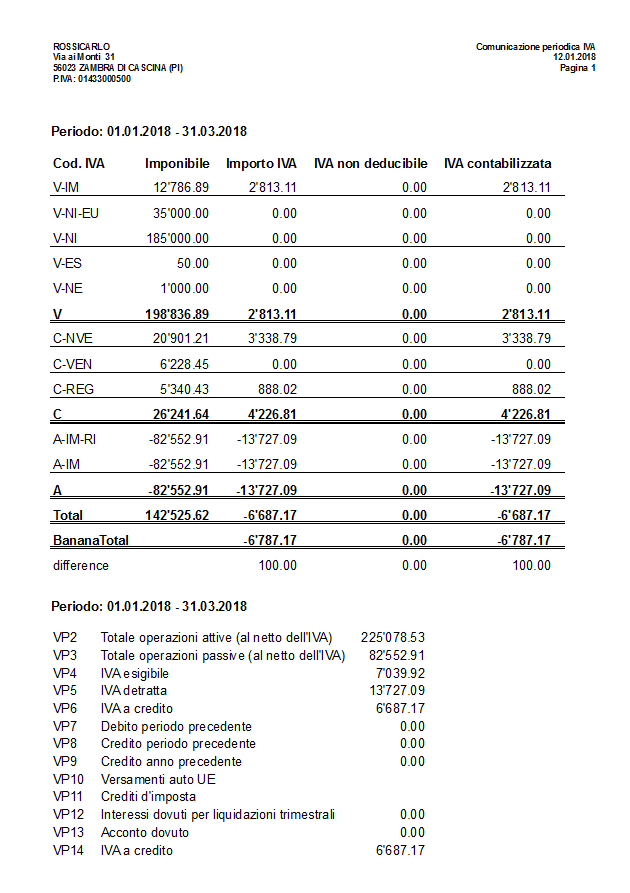 ROSSICARLO
Via ai Monti 31
56023 ZAMBRA DI CASCINA (PI)
P.IVA: 01433000500
Comunicazione periodica IVA
12.01.2018
Pagina 1
Periodo: 01.01.2018 - 31.03.2018
Cod. IVA Imponibile Importo IVA IVA non deducibile IVA contabilizzata
V-IM 12'786.89 2'813.11 0.00 2'813.11
V-NI-EU 35'000.00 0.00 0.00 0.00
V-NI 185'000.00 0.00 0.00 0.00
V-ES 50.00 0.00 0.00 0.00
V-NE 1'000.00 0.00 0.00 0.00
V 198'836.89 2'813.11 0.00 2'813.11
C-NVE 20'901.21 3'338.79 0.00 3'338.79
C-VEN 6'228.45 0.00 0.00 0.00
C-REG 5'340.43 888.02 0.00 888.02
C 26'241.64 4'226.81 0.00 4'226.81
A-IM-RI -82'552.91 -13'727.09 0.00 -13'727.09
A-IM -82'552.91 -13'727.09 0.00 -13'727.09
A -82'552.91 -13'727.09 0.00 -13'727.09
Total 142'525.62 -6'687.17 0.00 -6'687.17
BananaTotal -6'787.17 0.00 -6'787.17
difference 100.00 0.00 100.00
Periodo: 01.01.2018 - 31.03.2018
VP2 Totale operazioni attive (al netto dell'IVA) 225'078.53
VP3 Totale operazioni passive (al netto dell'IVA) 82'552.91
VP4 IVA esigibile 7'039.92
VP5 IVA detratta 13'727.09
VP6 IVA a credito 6'687.17
VP7 Debito periodo precedente 0.00
VP8 Credito periodo precedente 0.00
VP9 Credito anno precedente 0.00
VP10 Versamenti auto UE
VP11 Crediti d'imposta
VP12 Interessi dovuti per liquidazioni trimestrali 0.00
VP13 Acconto dovuto 0.00
VP14 IVA a credito 6'687.17